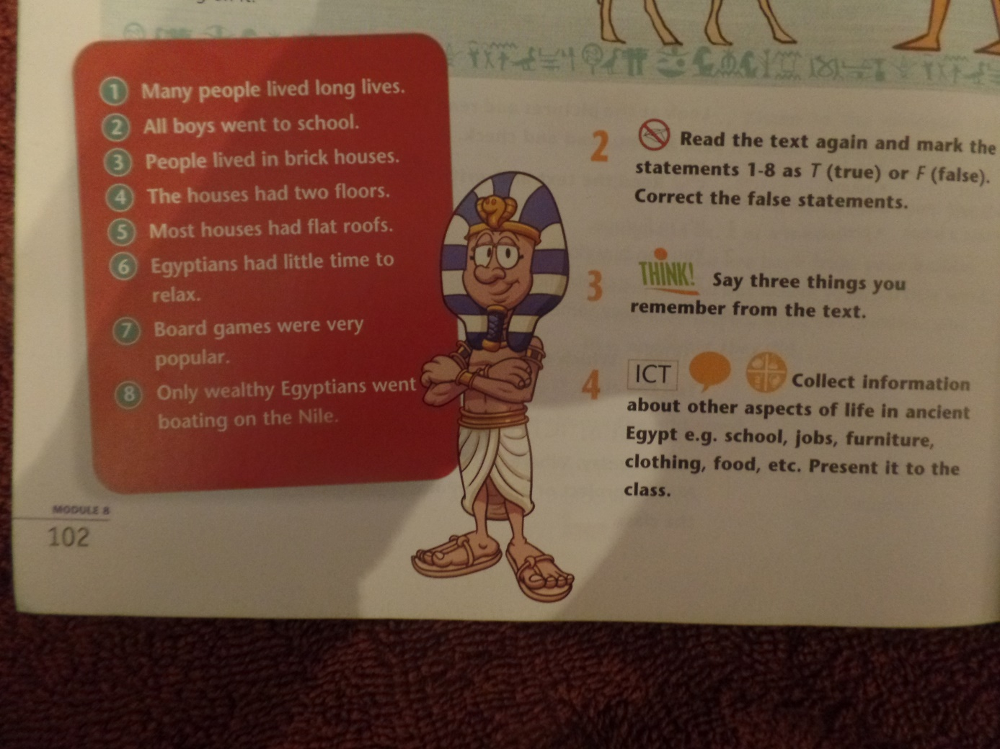 on it.
1 Many people lived long lives.
2 All boys went to school.
3 People lived in brick houses.
4 The houses had two floors.
5 Most houses had flat roofs.
6 Egyptians had little time to
relax.
7 Board games were very
popular.
8 Only wealthy Egyptians went
boating on the Nile.
MODULE 8
102
2 Read the text again and mark the
statements 1-8 as T (true) or F (false).
Correct the false statements.
3 THINK! Say three things you
remember from the text.
4 ICT Collect information
about other aspects of life in ancient
Egypt e.g. school, jobs, furniture,
clothing, food, etc. Present it to the
class.